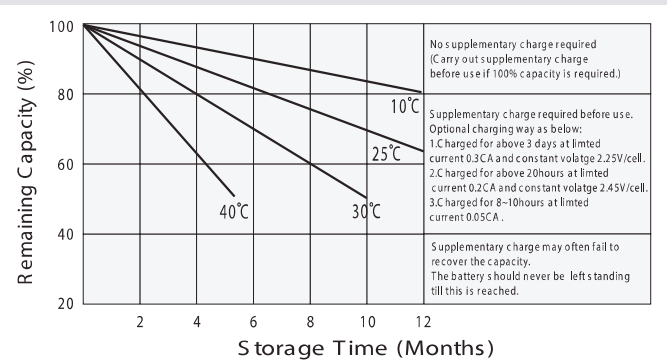 100
80
60
40
20
Remaining Capacity (%)
10°C
25°C
30°C
40°C
2 4 6 8 10 12
Storage Time (Months)
No supplementary charge required
(Carry out supplementary charge
before use if 100% capacity is required.)
Supplementary charge required before use.
Optional charging way as below:
1.Charged for above 3 days at limted
current 0.3CA and constant volatge 2.25V/cell.
2.Charged for above 20hours at limted
current 0.2CA and constant volatge 2.45V/cell.
3.Charged for 8~10hours at limted
current 0.05CA.
Supplementary charge may often fail to
recover the capacity.
The battery should never be left standing
till this is reached.